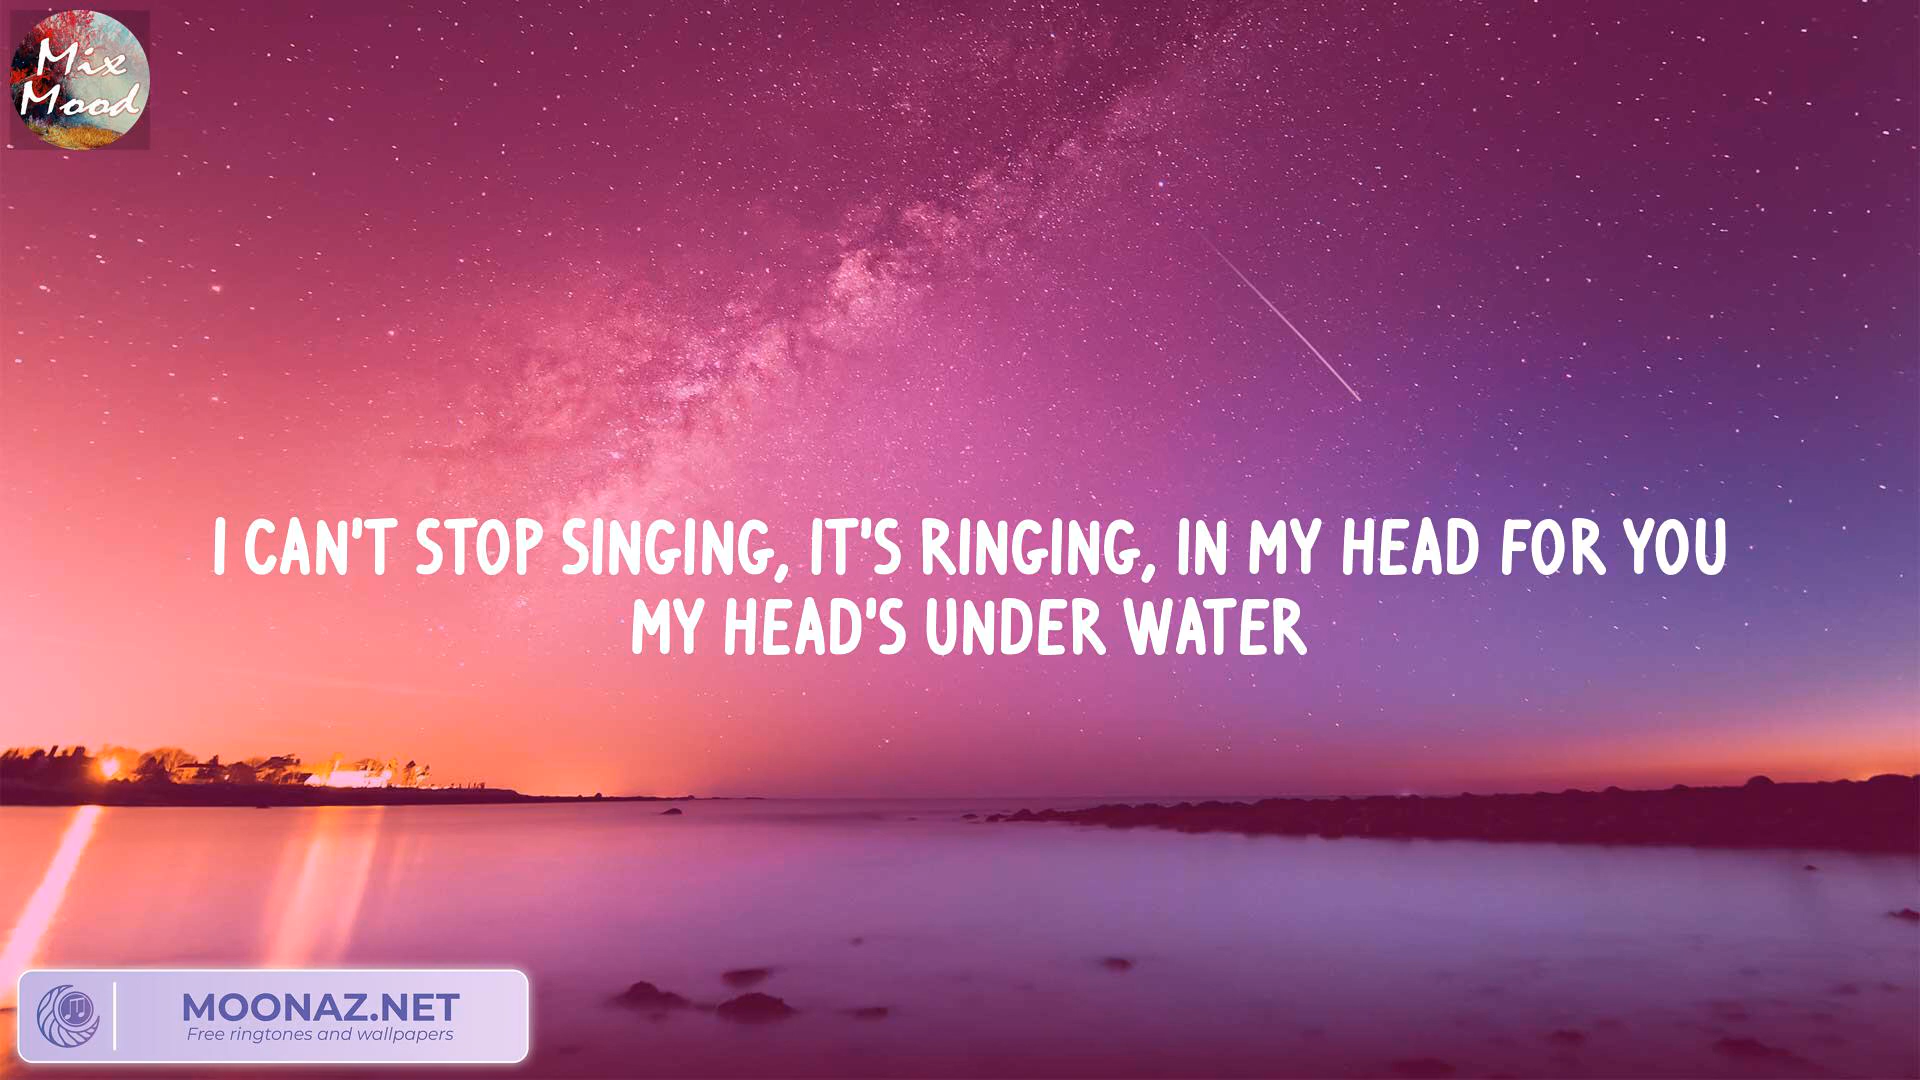 Mix
Mood
I CAN'T STOP SINGING, IT'S RINGING, IN MY HEAD FOR YOU
MY HEAD'S UNDER WATER
MOONAZ.NET
Free ringtones and wallpapers